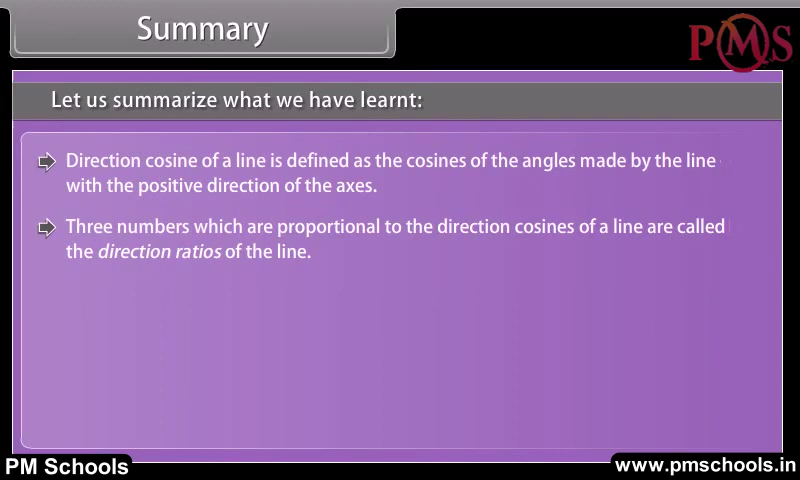 Summary
PMS
Let us summarize what we have learnt:
Direction cosine of a line is defined as the cosines of the angles made by the line
with the positive direction of the axes.
Three numbers which are proportional to the direction cosines of a line are called
the direction ratios of the line.
PM Schools
www.pmschools.in